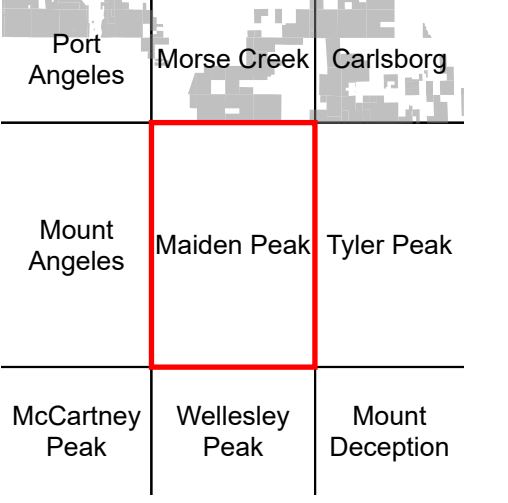 Port
Angeles
Morse Creek
Carlsborg
Mount
Angeles
Maiden Peak
Tyler Peak
McCartney
Peak
Wellesley
Peak
Mount
Deception